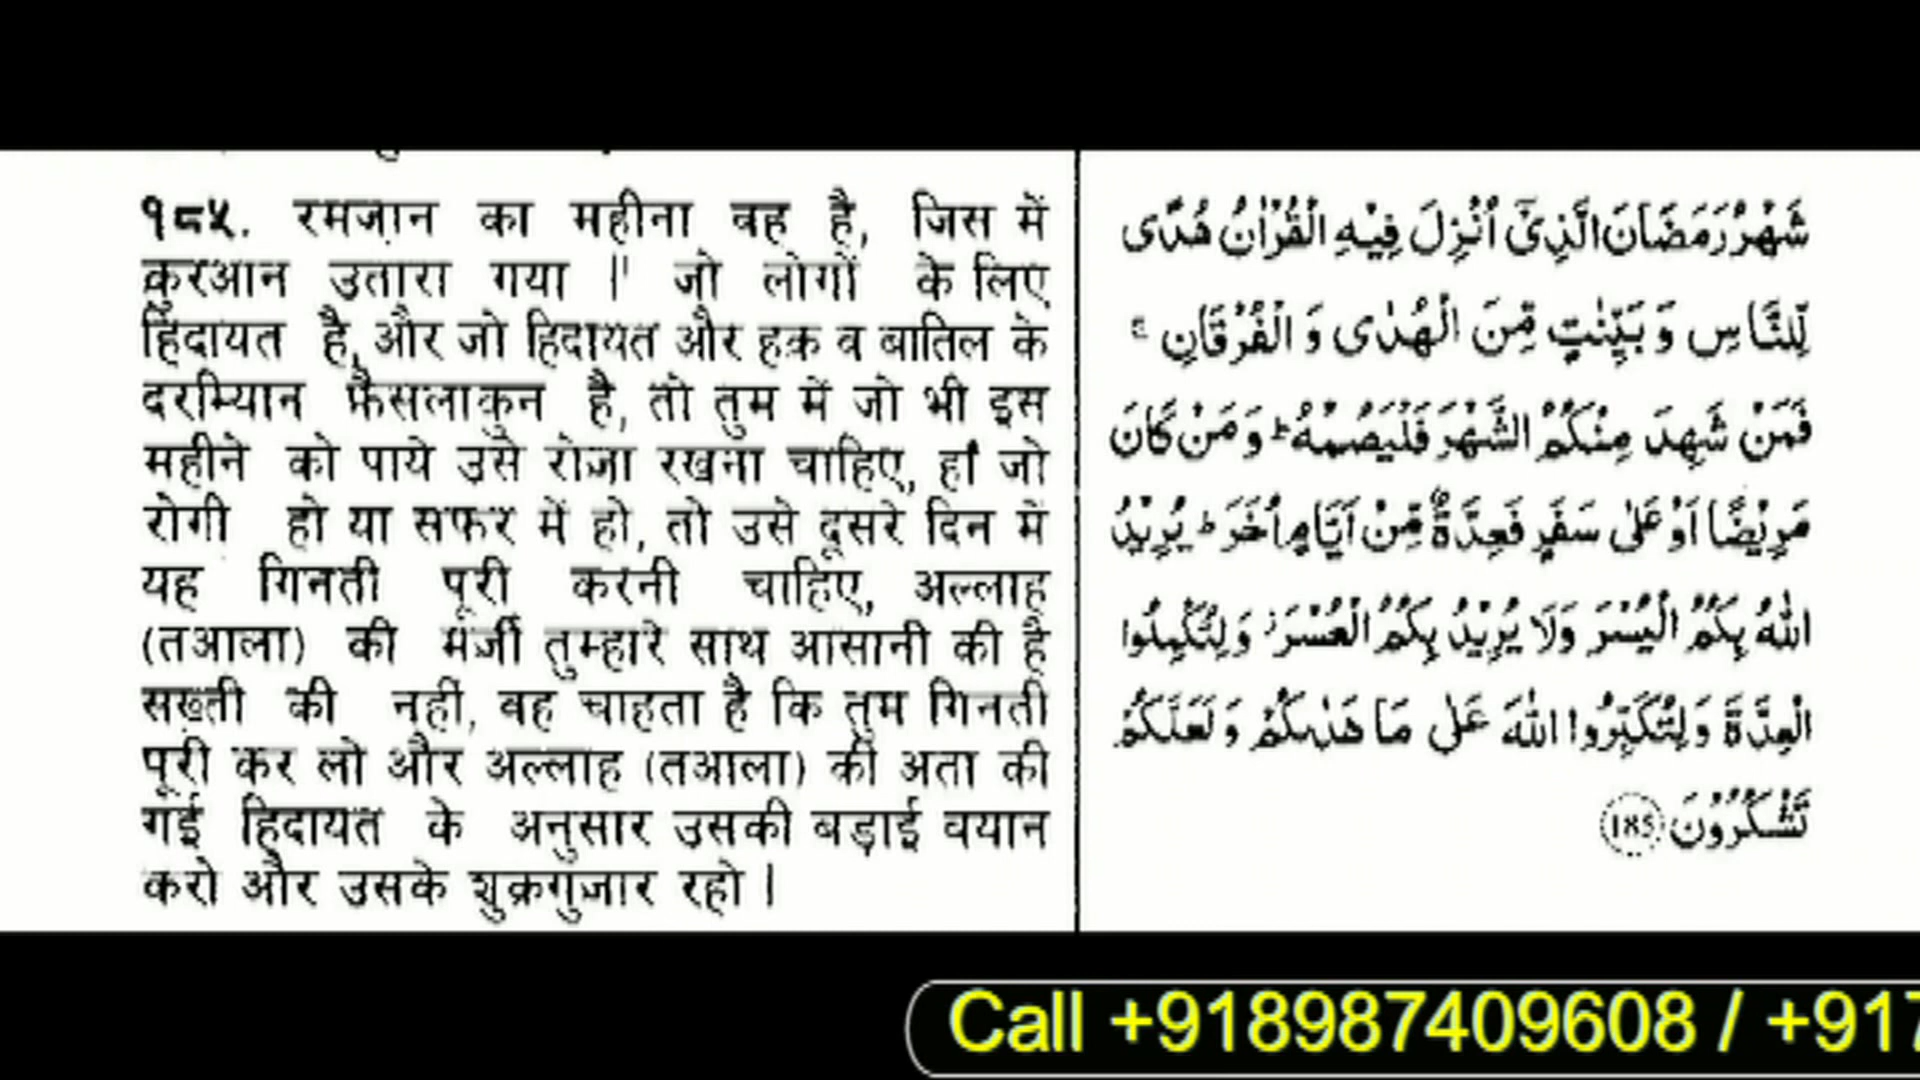 १८५. रमज़ान का महीना वह है, जिस में
क़ुरआन उतारा गया |' जो लोगों के लिए
हिदायत है, और जो हिदायत और हक़ व बातिल के
दरमियान फ़ैसलाकुन है, तो तुम में जो भी इस
महीने को पाये उसे रोज़ा रखना चाहिए, हाँ जो
रोगी हो या सफर में हो, तो उसे दूसरे दिन में
यह गिनती पूरी करनी चाहिए, अल्लाह
(तआला) की मर्ज़ी तुम्हारे साथ आसानी की है
सख़्ती की नहीं, वह चाहता है कि तुम गिनती
पूरी कर लो और अल्लाह (तआला) की अता की
गई हिदायत के अनुसार उसकी बड़ाई बयान
करो और उसके शुक्रगुज़ार रहो |
شَهْرُ رَمَضَانَ الَّذِىْٓ اُنْزِلَ فِيْهِ الْقُرْاٰنُ هُدًى
لِّلنَّاسِ وَ بَيِّنٰتٍ مِّنَ الْهُدٰى وَ الْفُرْقَانِ ۚ
فَمَنْ شَهِدَ مِنْكُمُ الشَّهْرَ فَلْيَصُمْهُ ؕ وَ مَنْ كَانَ
مَرِيْضًا اَوْ عَلٰى سَفَرٍ فَعِدَّةٌ مِّنْ اَيَّامٍ اُخَرَ ؕ يُرِيْدُ
اللّٰهُ بِكُمُ الْيُسْرَ وَلَا يُرِيْدُ بِكُمُ الْعُسْرَ ؗ وَ لِتُكْمِلُوا
الْعِدَّةَ وَ لِتُكَبِّرُوا اللّٰهَ عَلٰى مَا هَدٰىكُمْ وَ لَعَلَّكُمْ
تَشْكُرُوْنَ 185
Call +918987409608 / +917